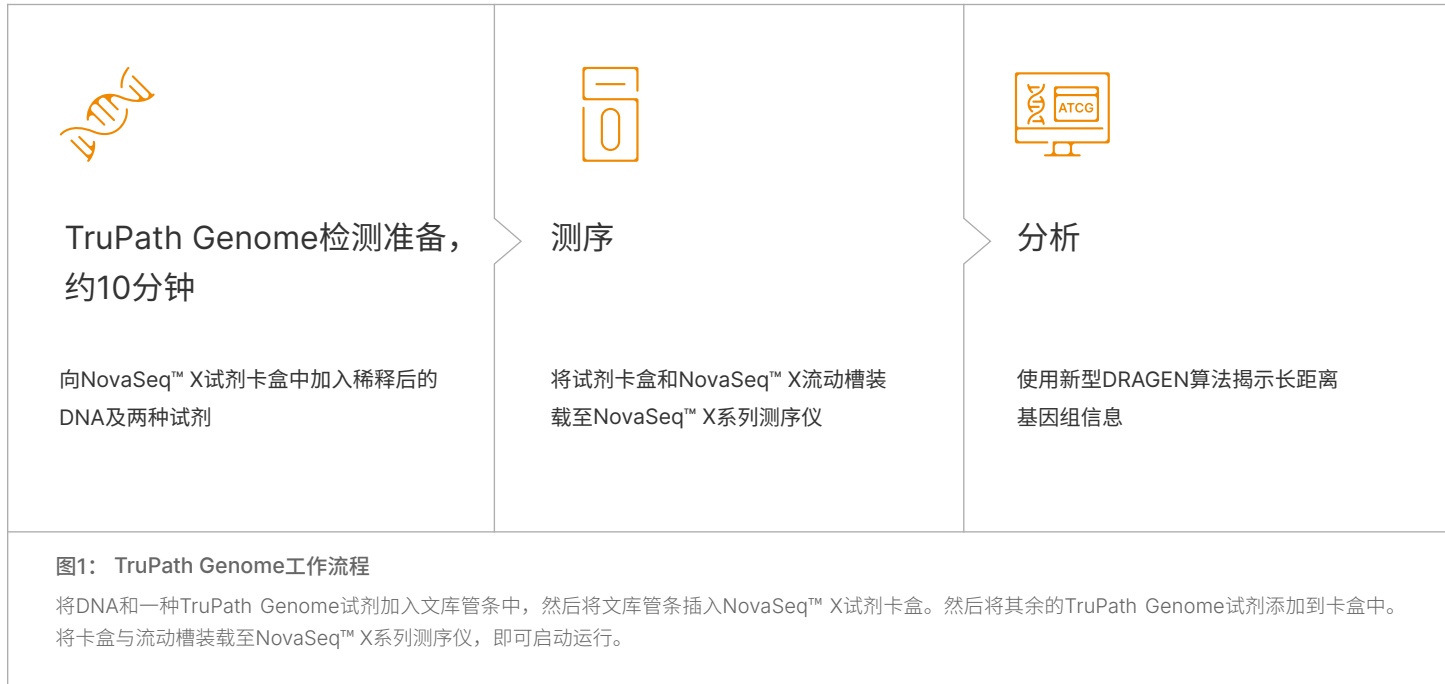 ATCG
TruPath Genome检测准备，
约10分钟
向NovaSeq™ X试剂卡盒中加入稀释后的
DNA及两种试剂
测序
将试剂卡盒和NovaSeq™ X流动槽装
载至NovaSeq™ X系列测序仪
分析
使用新型DRAGEN算法揭示长距离
基因组信息
图1： TruPath Genome工作流程
将DNA和一种TruPath Genome试剂加入文库管条中，然后将文库管条插入NovaSeq™ X试剂卡盒。然后将其余的TruPath Genome试剂添加到卡盒中。
将卡盒与流动槽装载至NovaSeq™ X系列测序仪，即可启动运行。